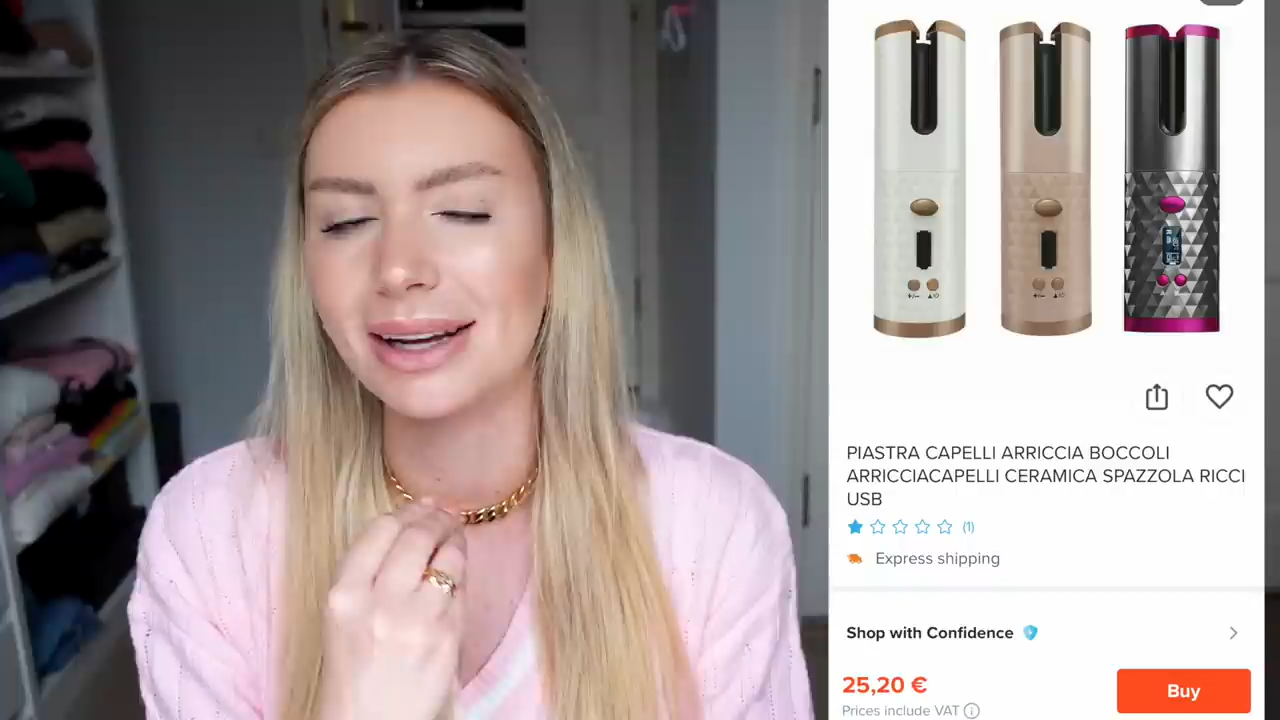 PIASTRA CAPELLI ARRICCIA BOCCOLI
ARRICCIACAPELLI CERAMICA SPAZZOLA RICCI
USB
(1)
Express shipping
Shop with Confidence
25,20 €
Buy
Prices include VAT